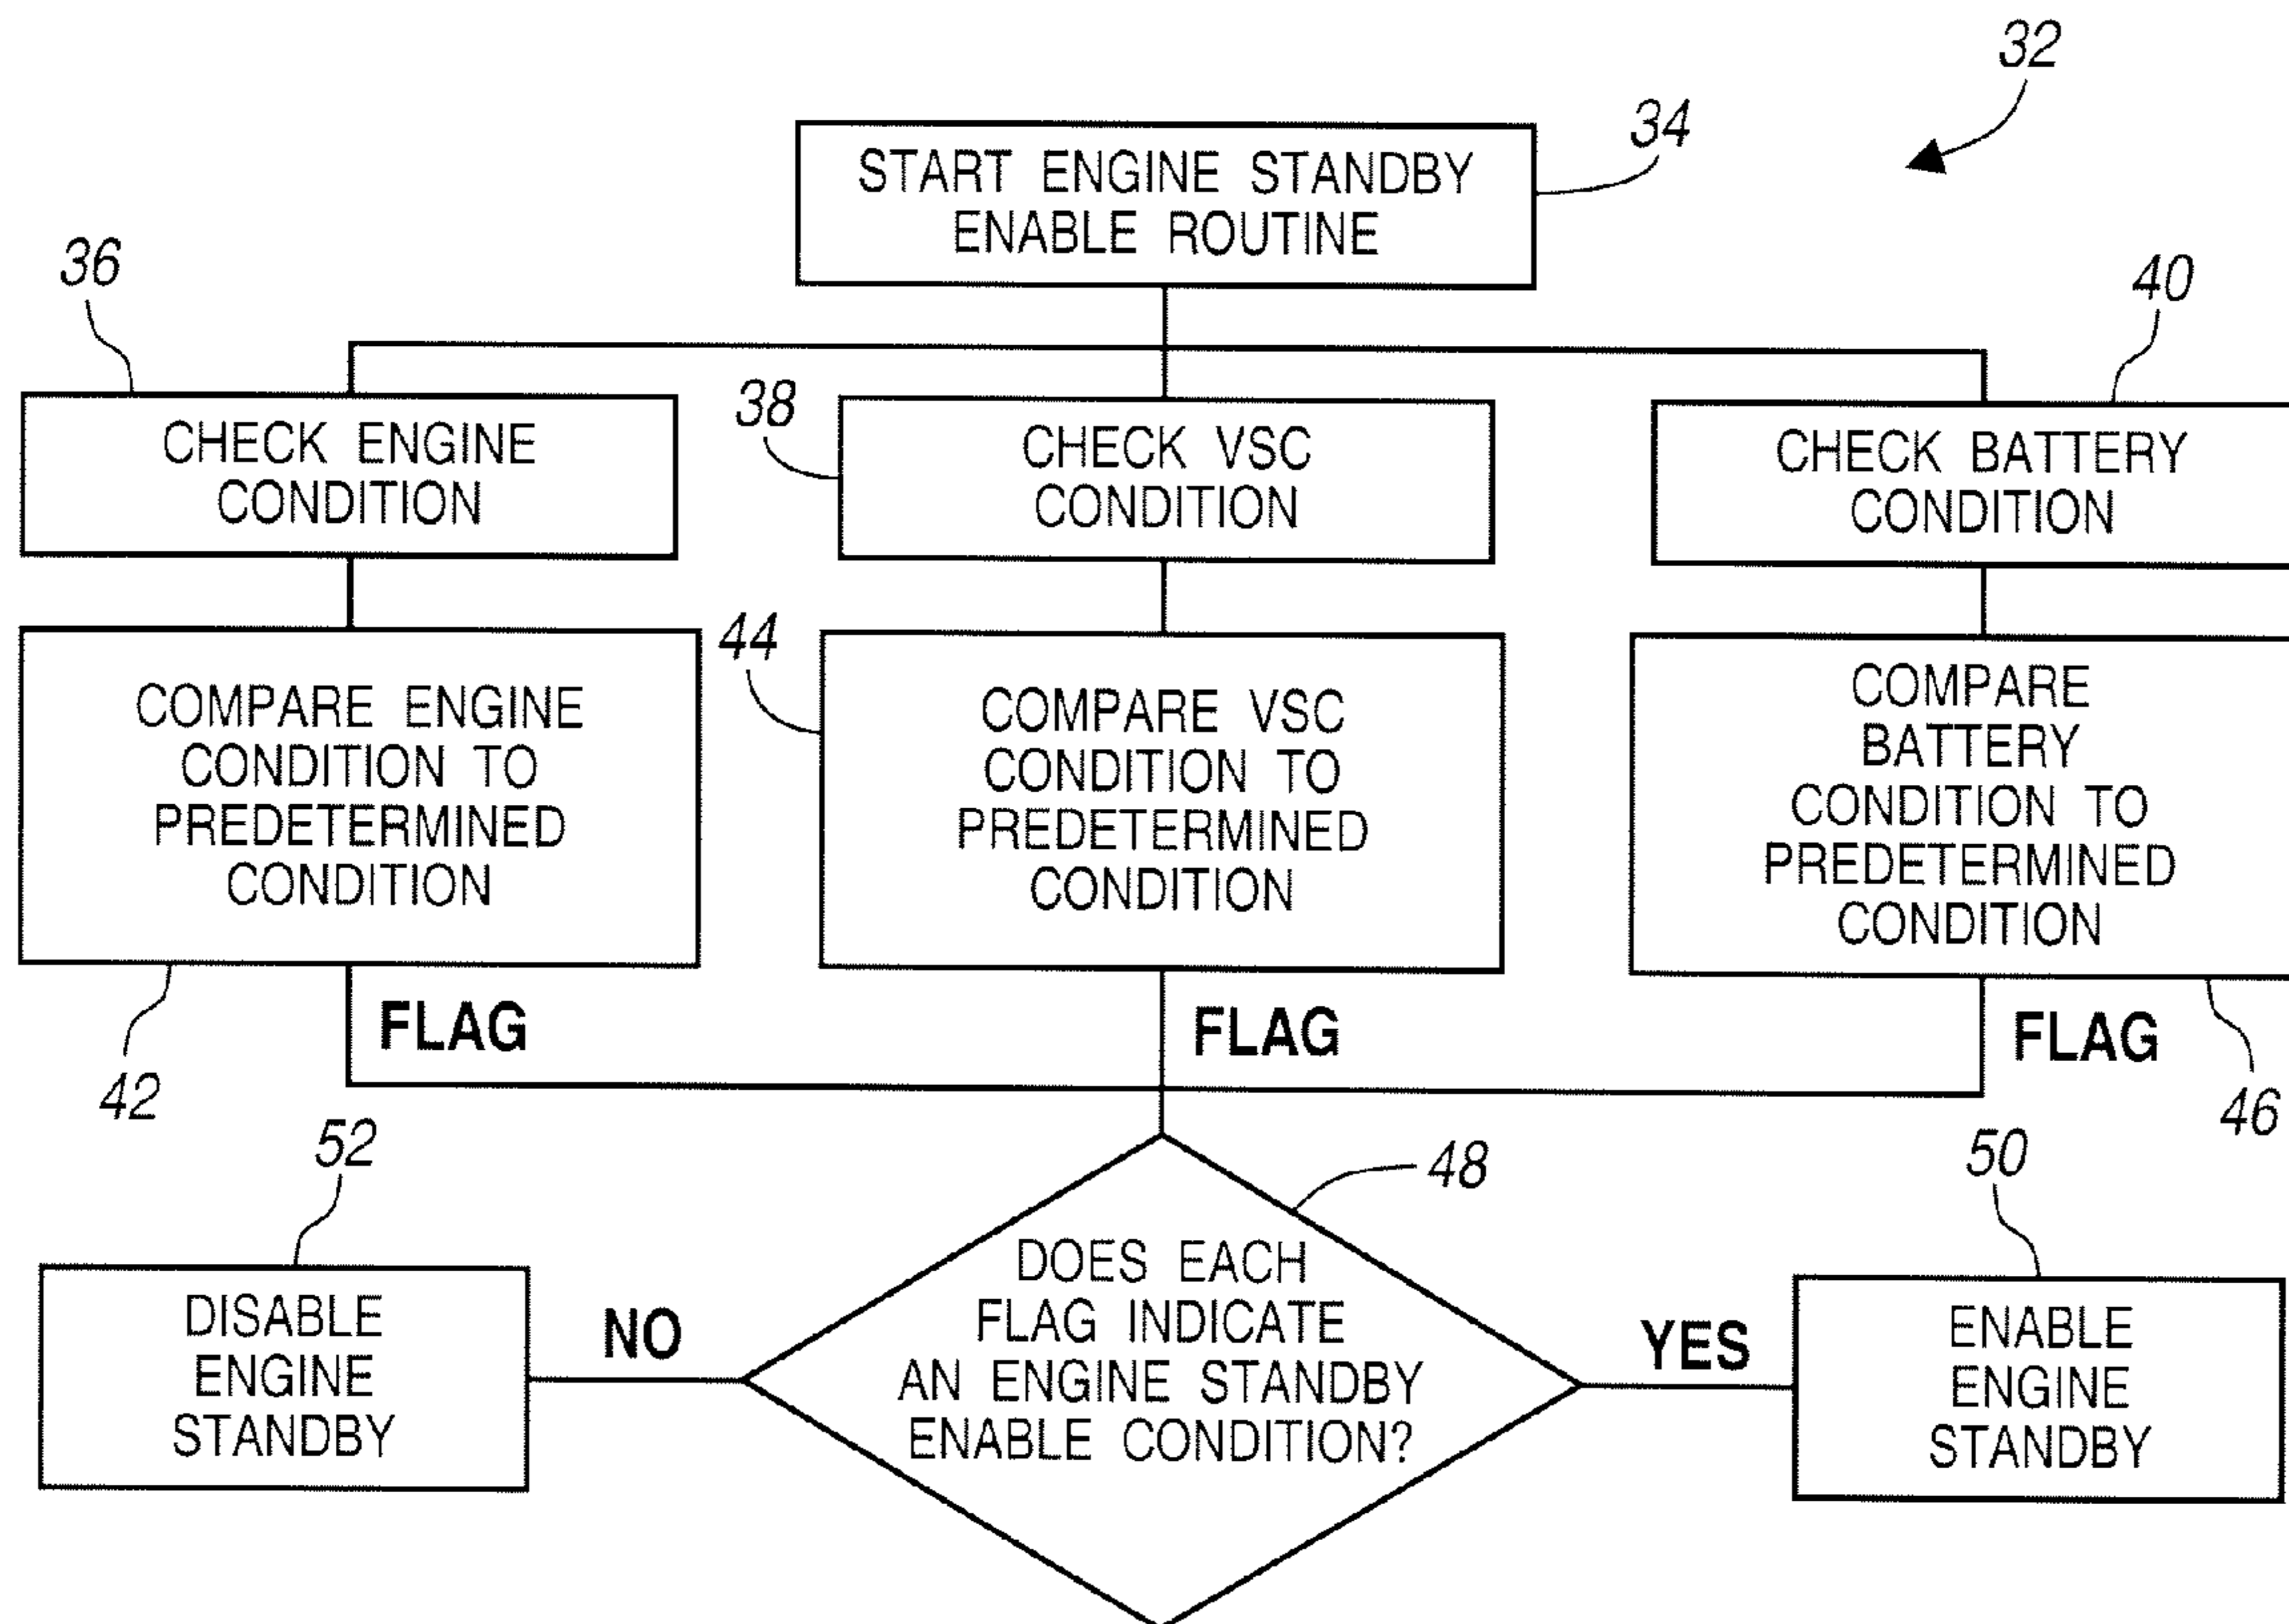 32
34
START ENGINE STANDBY
ENABLE ROUTINE
36
38
40
CHECK ENGINE
CONDITION
CHECK VSC
CONDITION
CHECK BATTERY
CONDITION
44
COMPARE ENGINE
CONDITION TO
PREDETERMINED
CONDITION
COMPARE VSC
CONDITION TO
PREDETERMINED
CONDITION
COMPARE
BATTERY
CONDITION TO
PREDETERMINED
CONDITION
42
FLAG
FLAG
FLAG
46
52
48
50
DISABLE
ENGINE
STANDBY
NO
DOES EACH
FLAG INDICATE
AN ENGINE STANDBY
ENABLE CONDITION?
YES
ENABLE
ENGINE
STANDBY